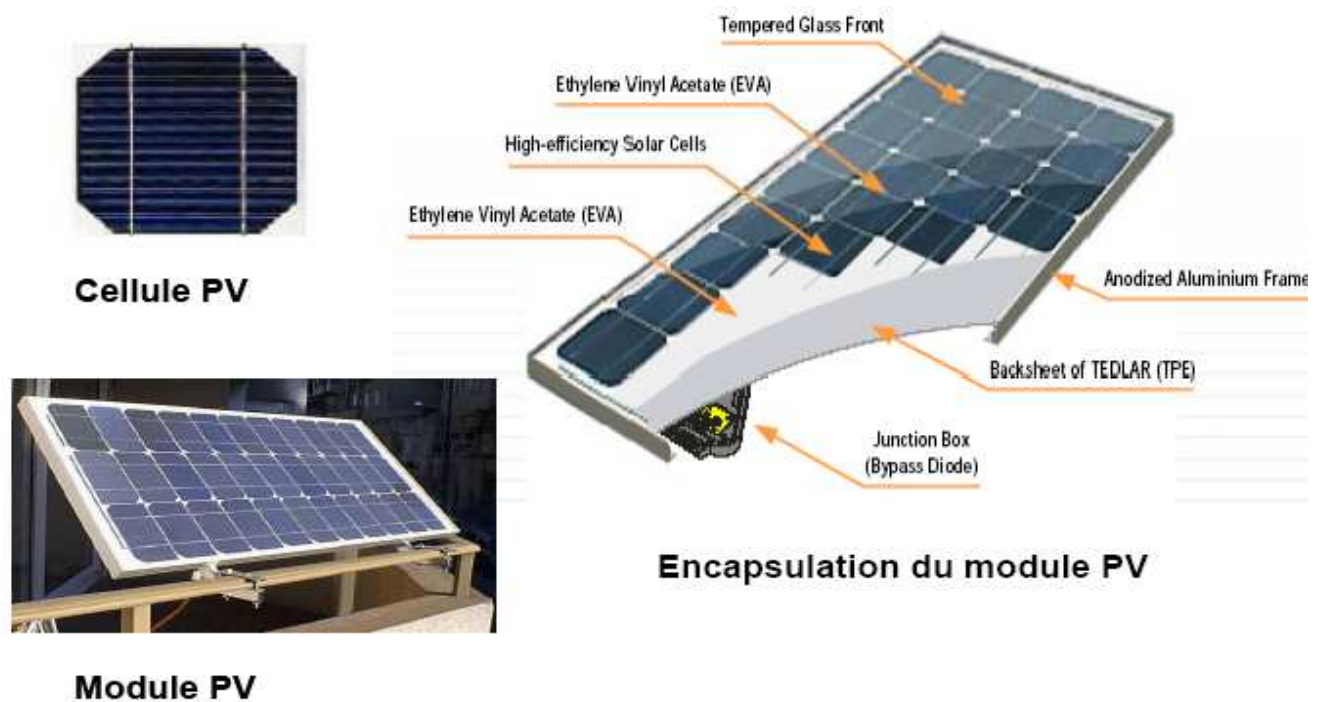 Tempered Glass Front
Ethylene Vinyl Acetate (EVA)
High-efficiency Solar Cells
Ethylene Vinyl Acetate (EVA)
Cellule PV
Anodized Aluminium Frame
Backsheet of TEDLAR (TPE)
Junction Box
(Bypass Diode)
Encapsulation du module PV
Module PV